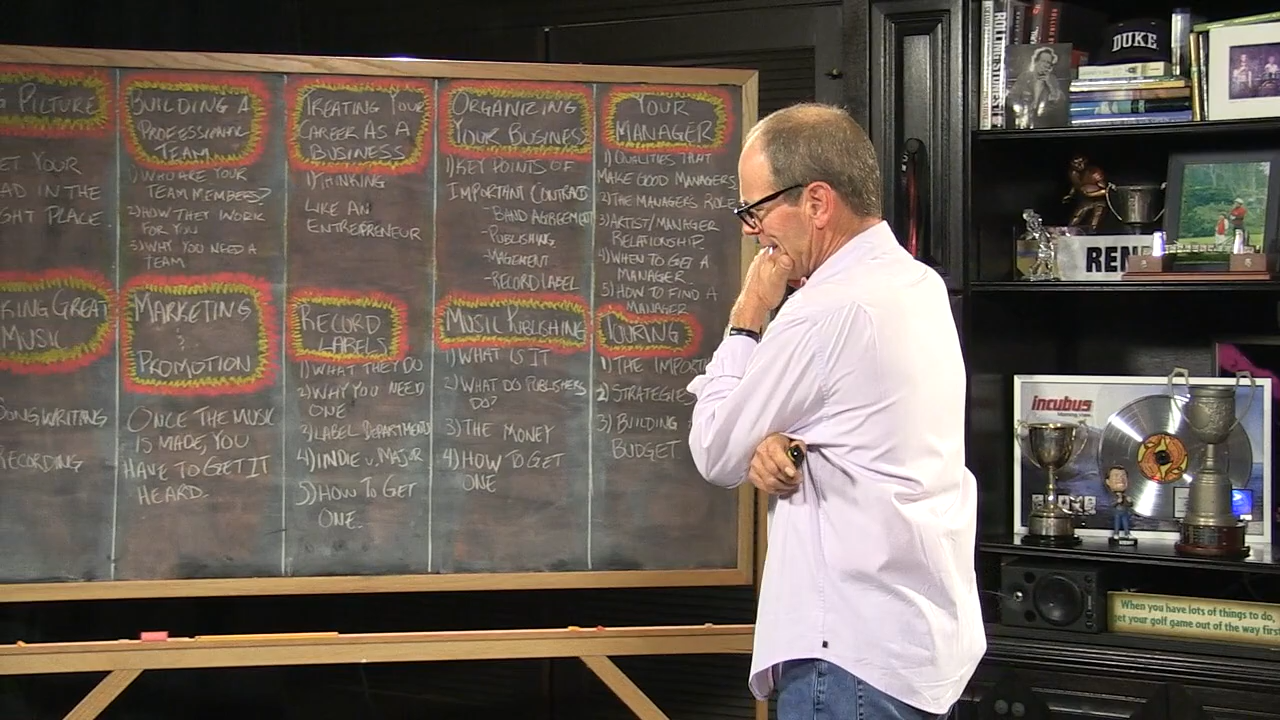 G PICTURE
ET YOUR
AD IN THE
GHT PLACE
KING GREAT
MUSIC
SONGWRITING
RECORDING
BUILDING A
PROFESSIONAL
TEAM
1) WHO ARE YOUR
TEAM MEMBERS?
2) HOW THEY WORK
FOR YOU
3) WHY YOU NEED A
TEAM
MARKETING
&
PROMOTION
ONCE THE MUSIC
IS MADE, YOU
HAVE TO GET IT
HEARD.
TREATING YOUR
CAREER AS A
BUSINESS
1) THINKING
LIKE AN
ENTREPRENEUR
RECORD
LABELS
1) WHAT THEY DO
2) WHY YOU NEED
ONE
3) LABEL DEPARTMENTS
4) INDIE v. MAJOR
5) HOW TO GET
ONE.
ORGANIZING
YOUR BUSINESS
1) KEY POINTS OF
IMPORTANT CONTRACT
- BAND AGREEMENT
- PUBLISHING
- MAGEMENT
- RECORD LABEL
MUSIC PUBLISHING
1) WHAT IS IT
2) WHAT DO PUBLISHERS
DO?
3) THE MONEY
4) HOW TO GET
ONE
YOUR
MANAGER
1) QUALITIES THAT
MAKE GOOD MANAGERS
2) THE MANAGERS ROLE
3) ARTIST/MANAGER
RELATIONSHIP.
4) WHEN TO GET A
MANAGER
5) HOW TO FIND A
MANAGER
TOURING
1) THE IMPORT
2) STRATEGIES
3) BUILDING
BUDGET
ROLLING STONES
DUKE
REN
incubus
When you have lots of things to do,
get your golf game out of the way first